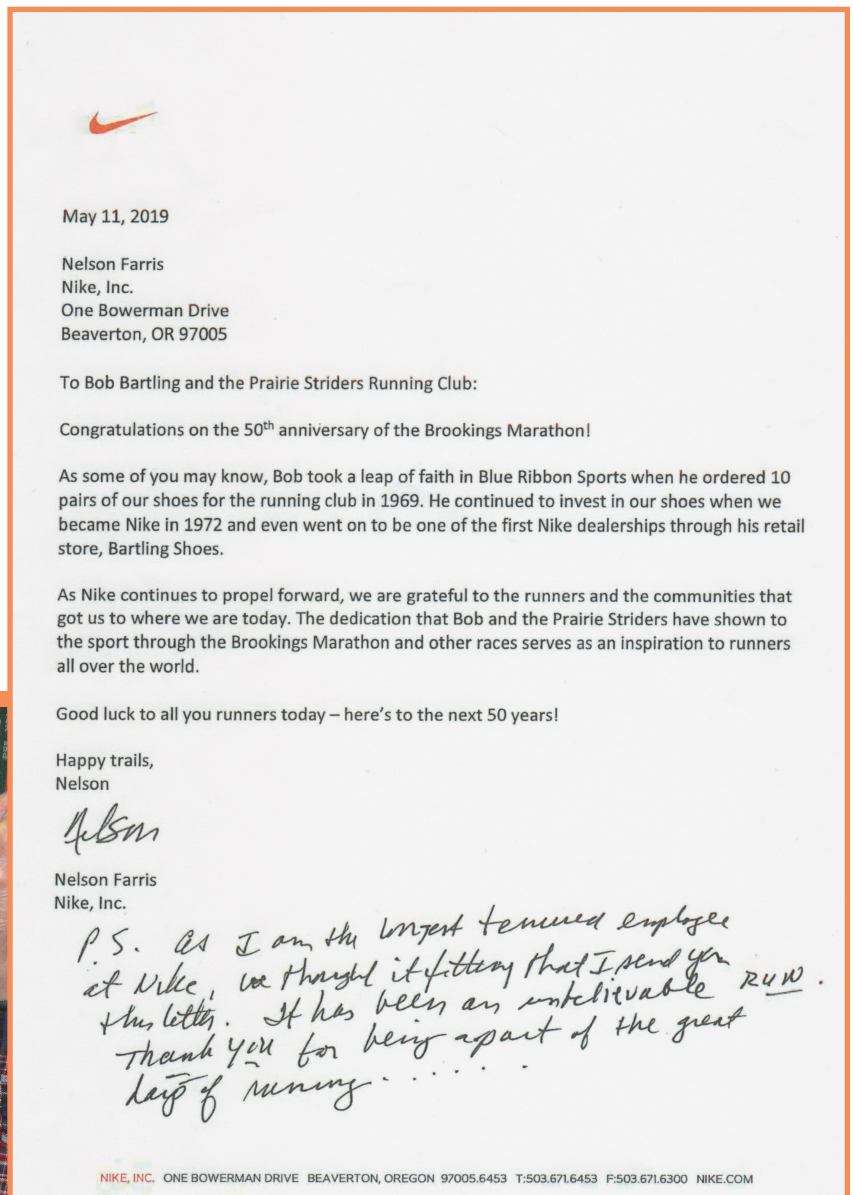 May 11, 2019
Nelson Farris
Nike, Inc.
One Bowerman Drive
Beaverton, OR 97005
To Bob Bartling and the Prairie Striders Running Club:
Congratulations on the 50th anniversary of the Brookings Marathon!
As some of you may know, Bob took a leap of faith in Blue Ribbon Sports when he ordered 10
pairs of our shoes for the running club in 1969. He continued to invest in our shoes when we
became Nike in 1972 and even went on to be one of the first Nike dealerships through his retail
store, Bartling Shoes.
As Nike continues to propel forward, we are grateful to the runners and the communities that
got us to where we are today. The dedication that Bob and the Prairie Striders have shown to
the sport through the Brookings Marathon and other races serves as an inspiration to runners
all over the world.
Good luck to all you runners today – here's to the next 50 years!
Happy trails,
Nelson
Nelson
Nelson Farris
Nike, Inc.
P.S. As I am the longest tenured employee
at Nike, we thought it fitting that I send you
this letter. It has been an unbelievable RUN.
Thank you for being apart of the great
days of running.......
NIKE, INC. ONE BOWERMAN DRIVE BEAVERTON, OREGON 97005.6453 T:503.671.6453 F:503.671.6300 NIKE.COM